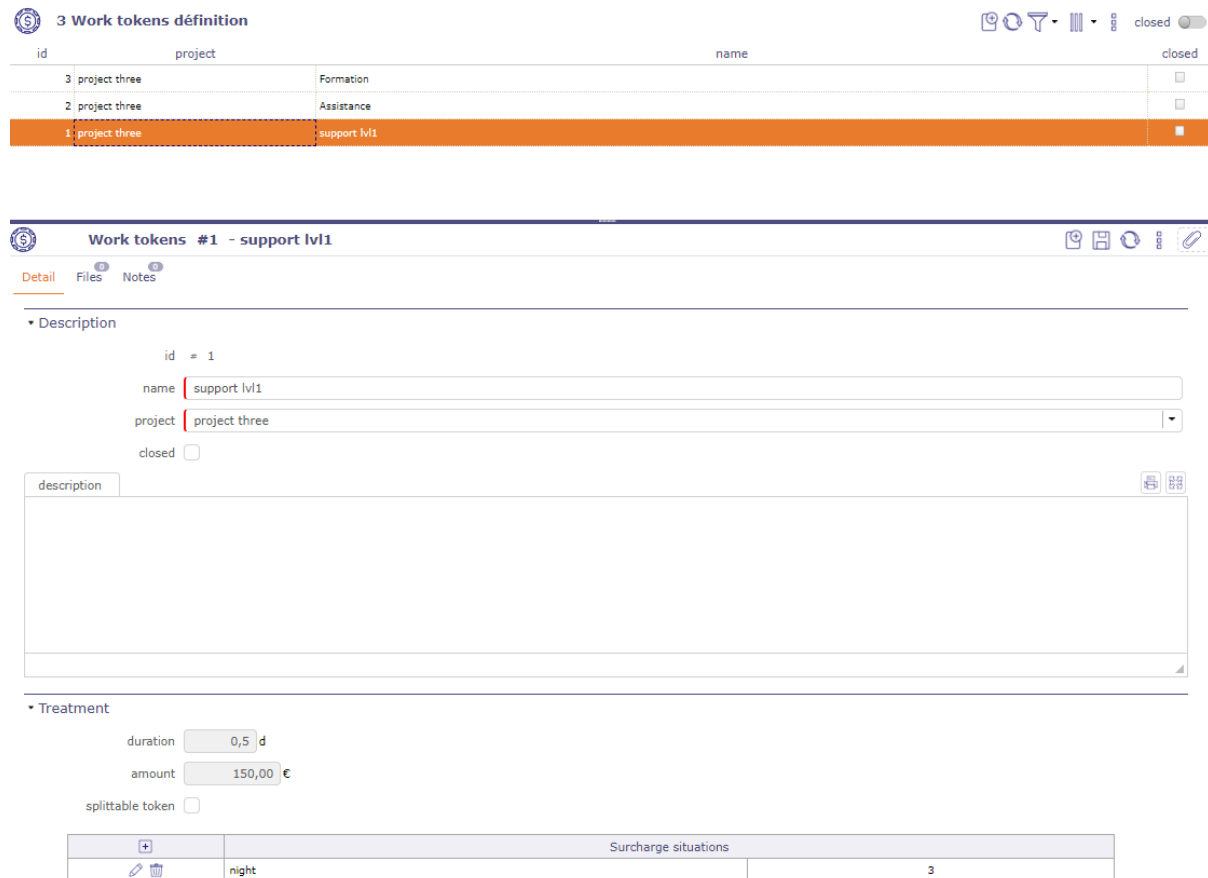 3 Work tokens définition
closed
id project name closed
3 project three Formation
2 project three Assistance
1 project three support lvl1
Work tokens #1 - support lvl1
Detail Files 0 Notes 0
Description
id # 1
name support lvl1
project project three
closed
description
Treatment
duration 0,5 d
amount 150,00 €
splittable token
Surcharge situations
night 3